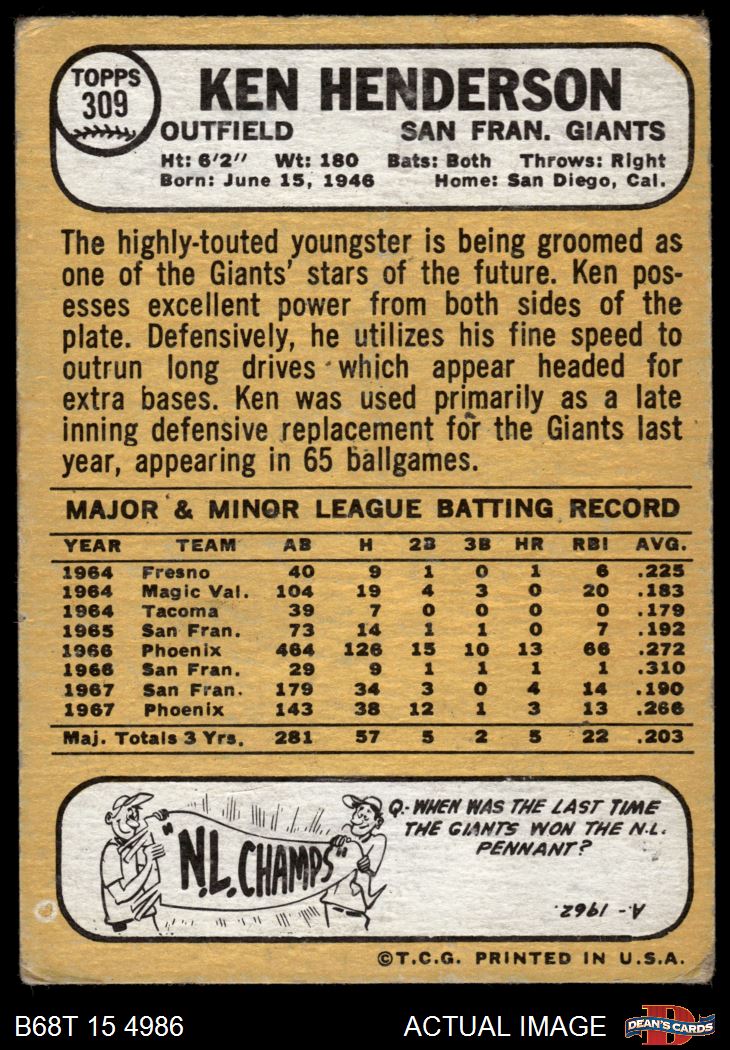 TOPPS
309
KEN HENDERSON
OUTFIELD SAN FRAN. GIANTS
Ht: 6'2" Wt: 180 Bats: Both Throws: Right
Born: June 15, 1946 Home: San Diego, Cal.
The highly-touted youngster is being groomed as
one of the Giants' stars of the future. Ken pos-
esses excellent power from both sides of the
plate. Defensively, he utilizes his fine speed to
outrun long drives which appear headed for
extra bases. Ken was used primarily as a late
inning defensive replacement for the Giants last
year, appearing in 65 ballgames.
MAJOR & MINOR LEAGUE BATTING RECORD
YEAR TEAM AB H 2B 3B HR RBI AVG.
1964 Fresno 40 9 1 0 1 6 .225
1964 Magic Val. 104 19 4 3 0 20 .183
1964 Tacoma 39 7 0 0 0 0 .179
1965 San Fran. 73 14 1 1 0 7 .192
1966 Phoenix 464 126 15 10 13 66 .272
1966 San Fran. 29 9 1 1 1 1 .310
1967 San Fran. 179 34 3 0 4 14 .190
1967 Phoenix 143 38 12 1 3 13 .266
Maj. Totals 3 Yrs. 281 57 5 2 5 22 .203
"N.L. CHAMPS"
Q.- WHEN WAS THE LAST TIME
THE GIANTS WON THE N.L.
PENNANT?
A.- 1962.
©T.C.G. PRINTED IN U.S.A.
B68T 15 4986 ACTUAL IMAGE
D
DEAN'S CARDS